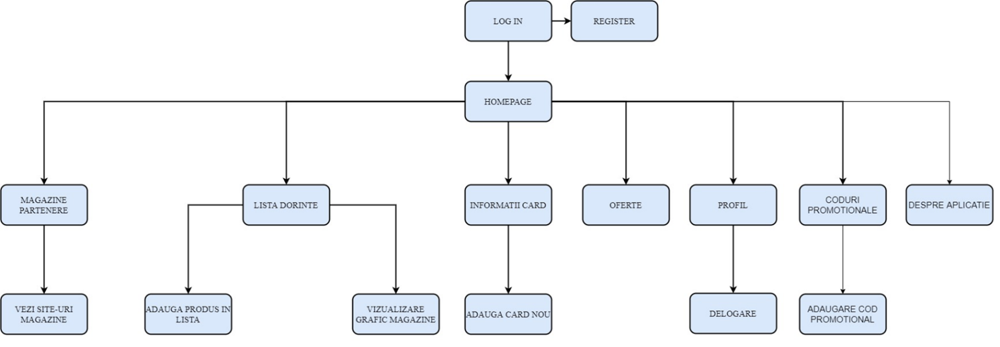 LOG IN
REGISTER
HOMEPAGE
MAGAZINE
PARTENERE
LISTA DORINTE
INFORMATII CARD
OFERTE
PROFIL
CODURI
PROMOTIONALE
DESPRE APLICATIE
VEZI SITE-URI
MAGAZINE
ADAUGA PRODUS IN
LISTA
VIZUALIZARE
GRAFIC MAGAZINE
ADAUGA CARD NOU
DELOGARE
ADAUGARE COD
PROMOTIONAL